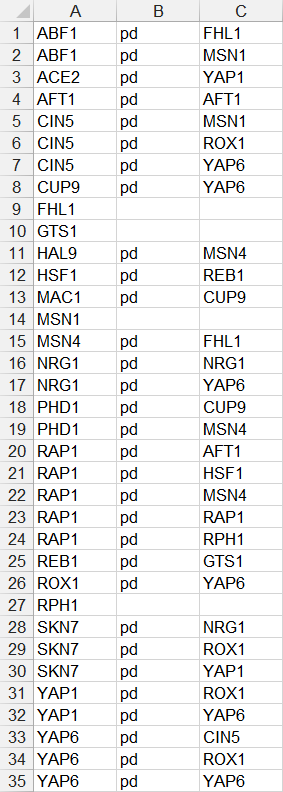 A B C
1 ABF1 pd FHL1
2 ABF1 pd MSN1
3 ACE2 pd YAP1
4 AFT1 pd AFT1
5 CIN5 pd MSN1
6 CIN5 pd ROX1
7 CIN5 pd YAP6
8 CUP9 pd YAP6
9 FHL1
10 GTS1
11 HAL9 pd MSN4
12 HSF1 pd REB1
13 MAC1 pd CUP9
14 MSN1
15 MSN4 pd FHL1
16 NRG1 pd NRG1
17 NRG1 pd YAP6
18 PHD1 pd CUP9
19 PHD1 pd MSN4
20 RAP1 pd AFT1
21 RAP1 pd HSF1
22 RAP1 pd MSN4
23 RAP1 pd RAP1
24 RAP1 pd RPH1
25 REB1 pd GTS1
26 ROX1 pd YAP6
27 RPH1
28 SKN7 pd NRG1
29 SKN7 pd ROX1
30 SKN7 pd YAP1
31 YAP1 pd ROX1
32 YAP1 pd YAP6
33 YAP6 pd CIN5
34 YAP6 pd ROX1
35 YAP6 pd YAP6